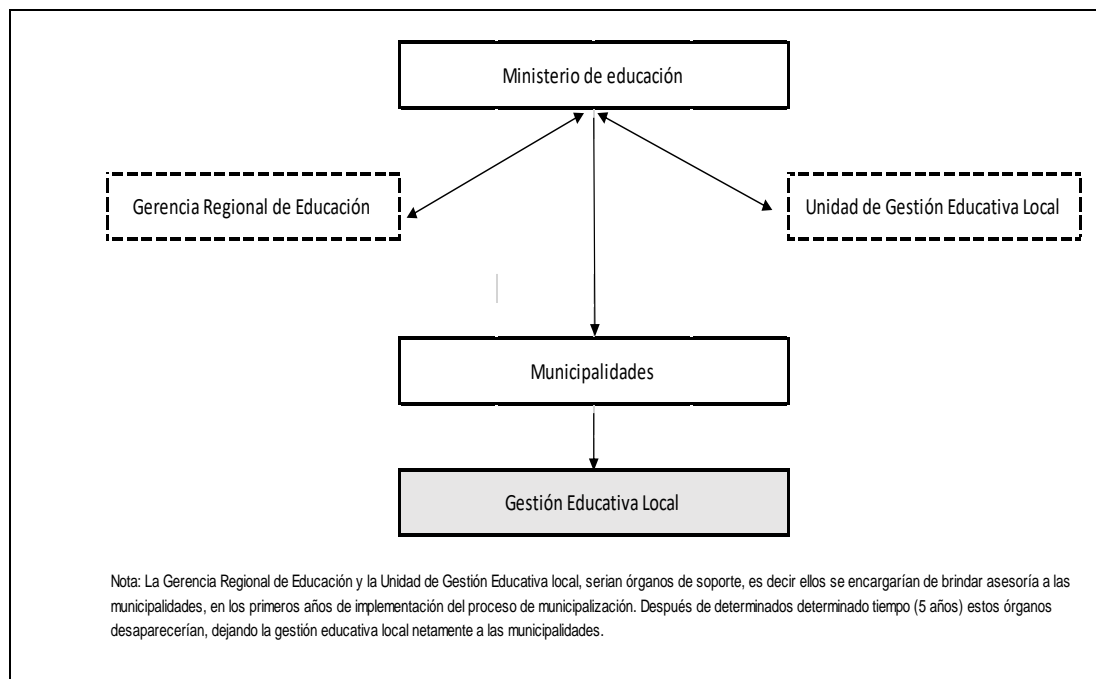 Ministerio de educación
Gerencia Regional de Educación
Unidad de Gestión Educativa Local
Municipalidades
Gestión Educativa Local
Nota: La Gerencia Regional de Educación y la Unidad de Gestión Educativa local, serian órganos de soporte, es decir ellos se encargarían de brindar asesoría a las
municipalidades, en los primeros años de implementación del proceso de municipalización. Después de determinados determinado tiempo (5 años) estos órganos
desaparecerían, dejando la gestión educativa local netamente a las municipalidades.